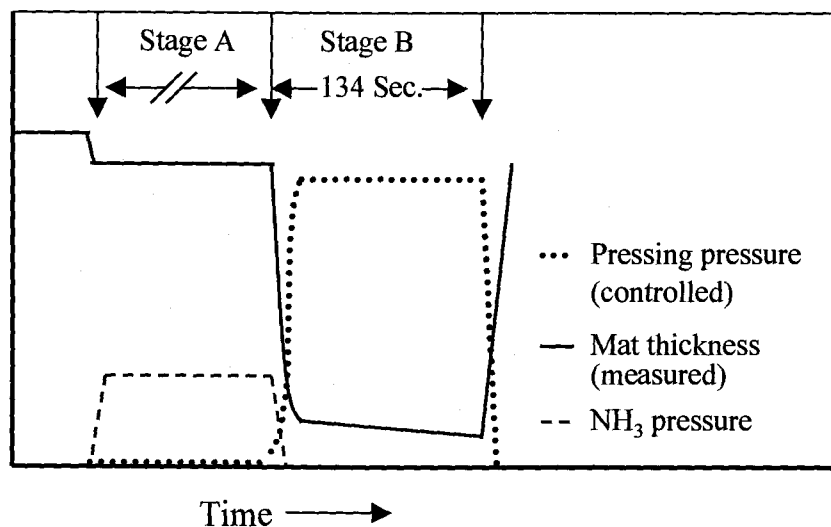 Stage A
Stage B
134 Sec.
Pressing pressure
(controlled)
Mat thickness
(measured)
NH₃ pressure
Time